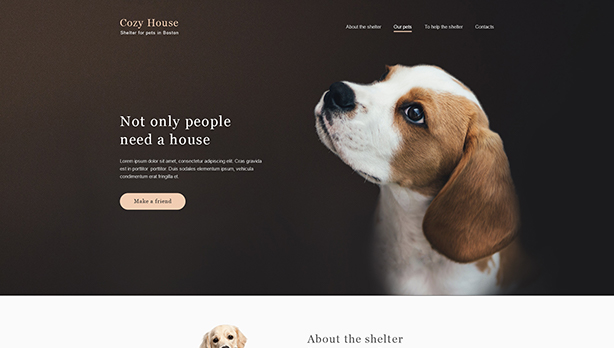 Cozy House
Shelter for pets in Boston
About the shelter
Our pets
To help the shelter
Contacts
Not only people
need a house
Lorem ipsum dolor sit amet, consectetur adipiscing elit. Cras gravida
est in porttitor porttitor. Duis sodales elementum ipsum, vehicula
condimentum erat fringilla et.
Make a friend
About the shelter